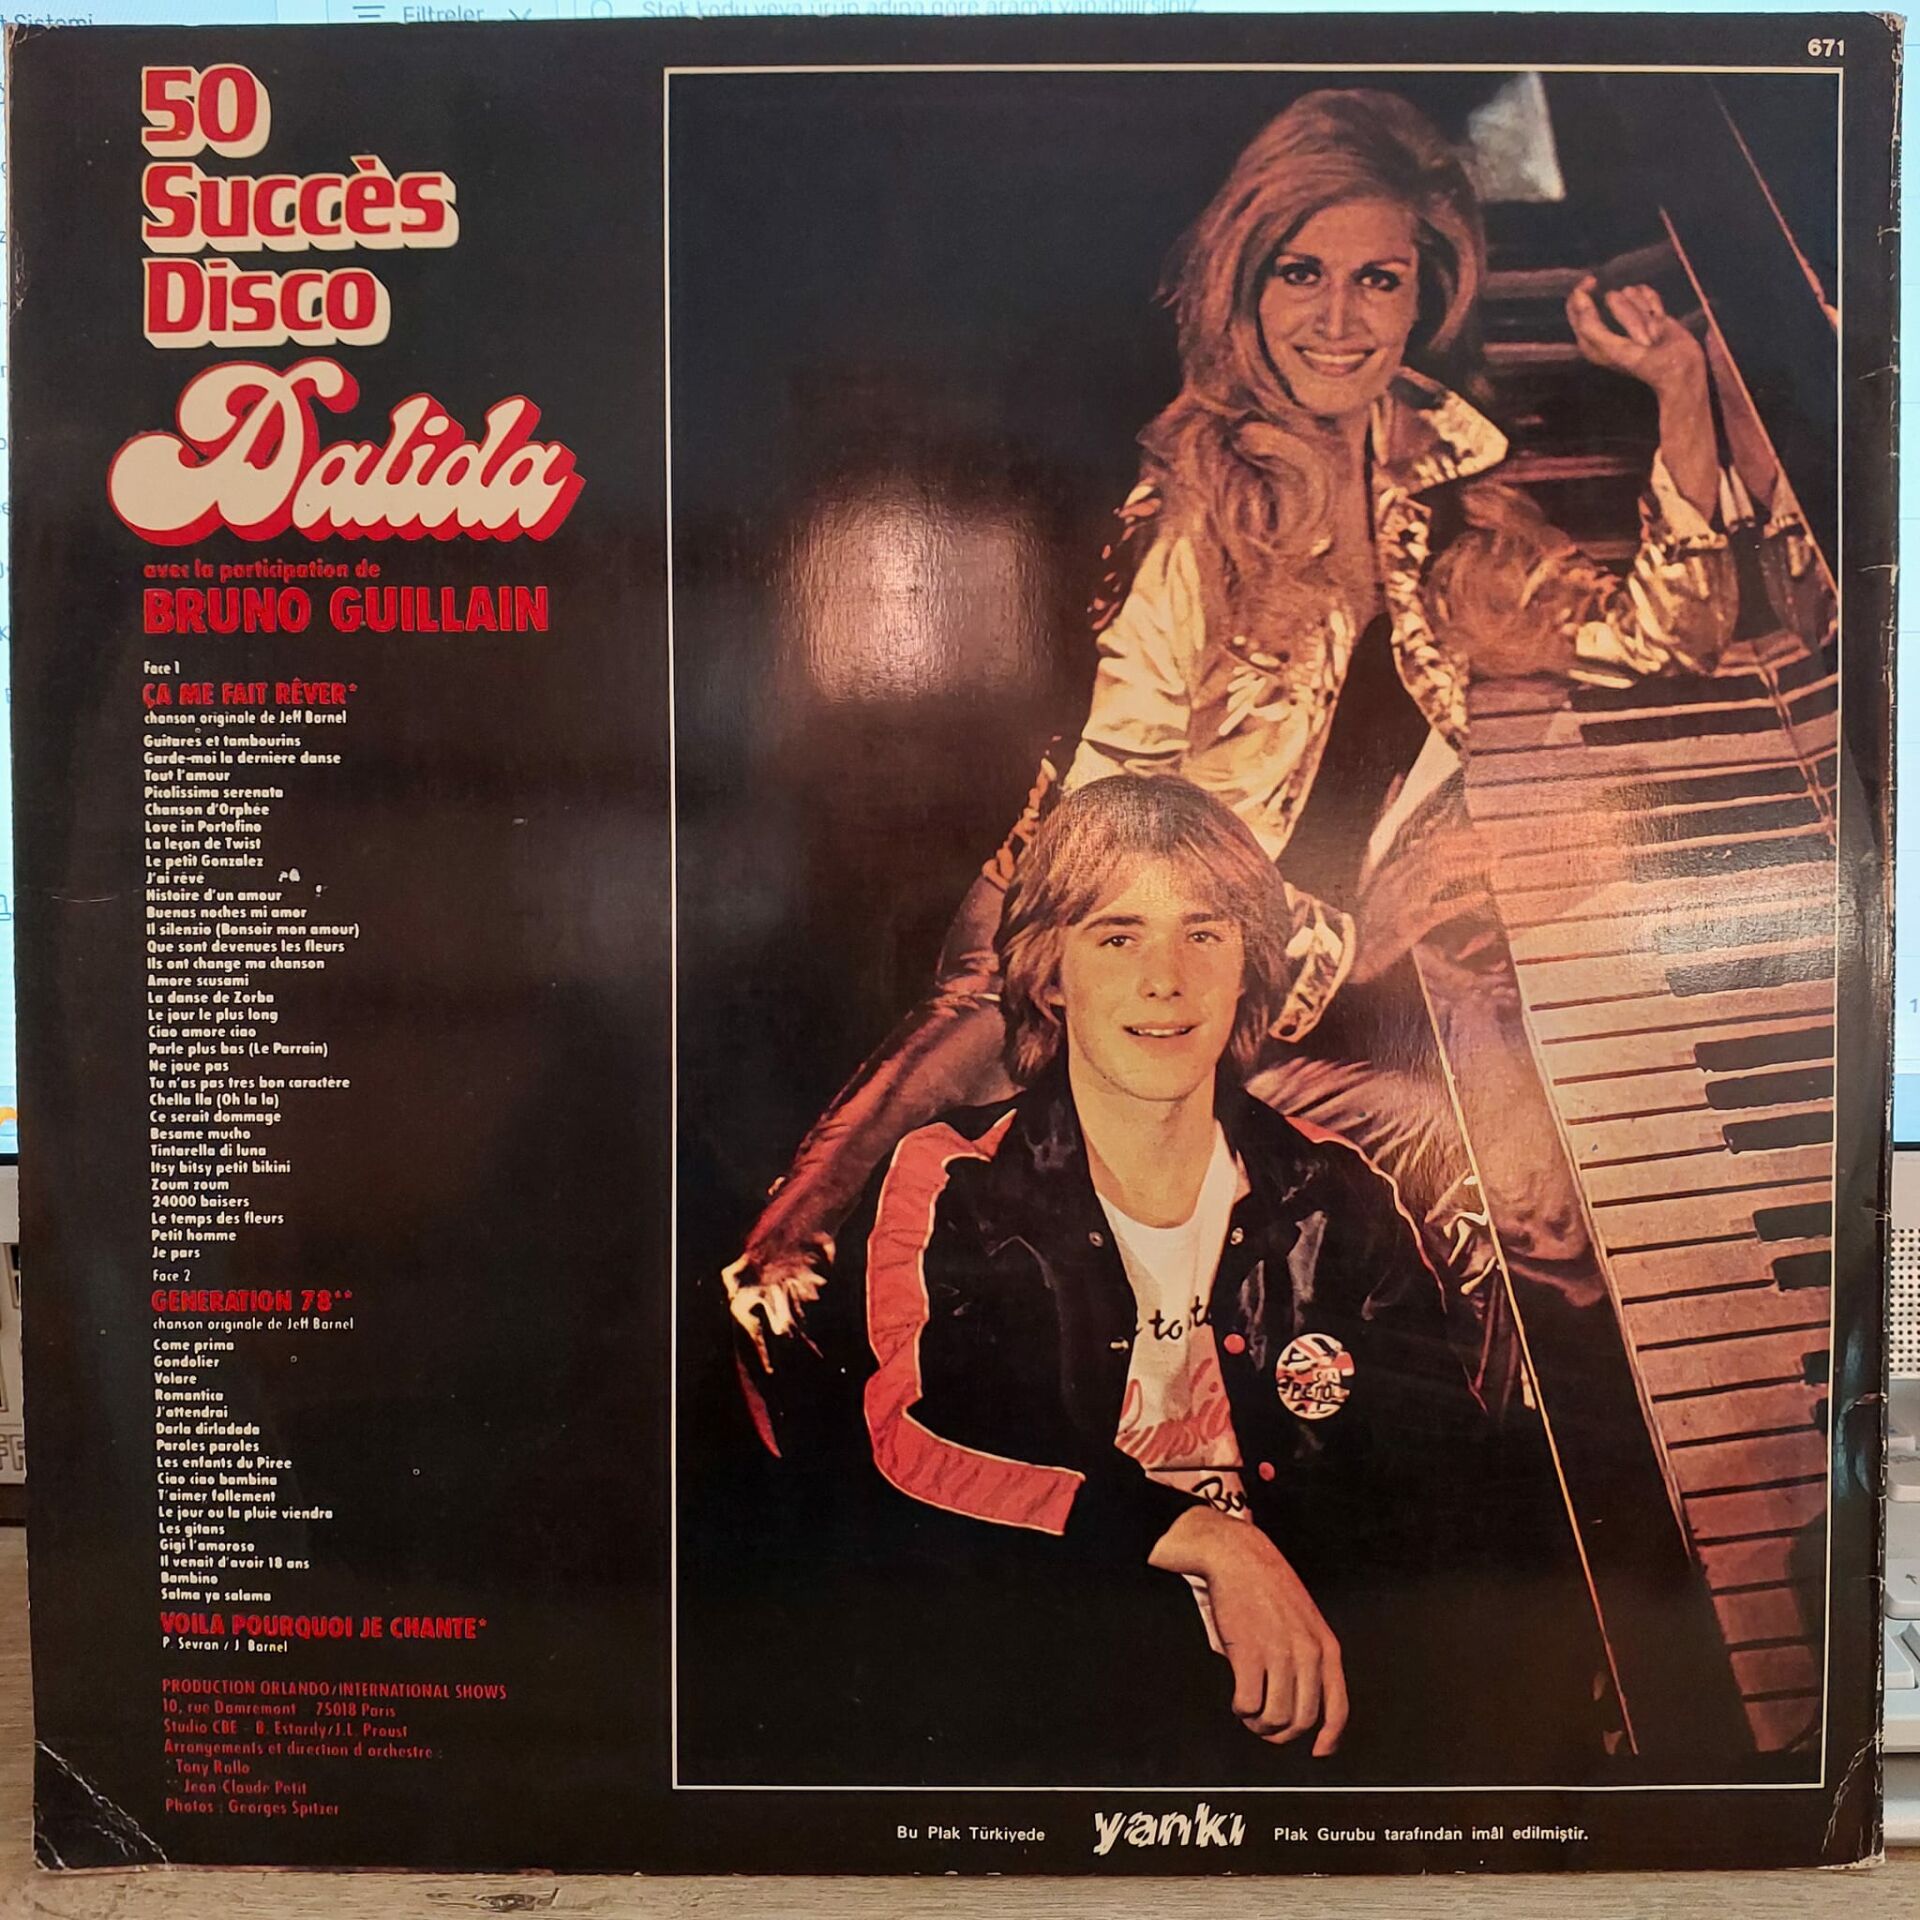 Filtreler
Stok kodu veya ürün adına göre arama yapabilirsiniz
671
50
Succès
Disco
Dalida
avec la participation de
BRUNO GUILLAIN
Face 1
ÇA ME FAIT RÊVER*
chanson originale de Jeff Barnel
Guitares et tambourins
Garde-moi la derniere danse
Tout l'amour
Picolissima serenata
Chanson d'Orphée
Love in Portofino
La leçon de Twist
Le petit Gonzalez
J'ai rêvé
Histoire d'un amour
Buenas noches mi amor
Il silenzio (Bonsoir mon amour)
Que sont devenues les fleurs
Ils ont change ma chanson
Amore scusami
La danse de Zorba
Le jour le plus long
Ciao amore ciao
Parle plus bas (Le Parrain)
Ne joue pas
Tu n'as pas tres bon caractère
Chella lla (Oh la la)
Ce serait dommage
Besame mucho
Tintarella di luna
Itsy bitsy petit bikini
Zoum zoum
24000 baisers
Le temps des fleurs
Petit homme
Je pars
Face 2
GENERATION 78**
chanson originale de Jeff Barnel
Come prima
Gondolier
Volare
Romantica
J'attendrai
Darla dirladada
Paroles paroles
Les enfants du Piree
Ciao ciao bambina
T'aimer follement
Le jour ou la pluie viendra
Les gitans
Gigi l'amoroso
Il venait d'avoir 18 ans
Bambino
Salma ya salama
VOILA POURQUOI JE CHANTE*
P. Sevran / J. Barnel
PRODUCTION ORLANDO/INTERNATIONAL SHOWS
10, rue Damremont 75018 Paris
Studio CBE - B. Estardy/J.L. Proust
Arrangements et direction d'orchestre :
* Tony Rallo
** Jean Claude Petit
Photos : Georges Spitzer
Bu Plak Türkiyede yankı Plak Gurubu tarafından imâl edilmiştir.